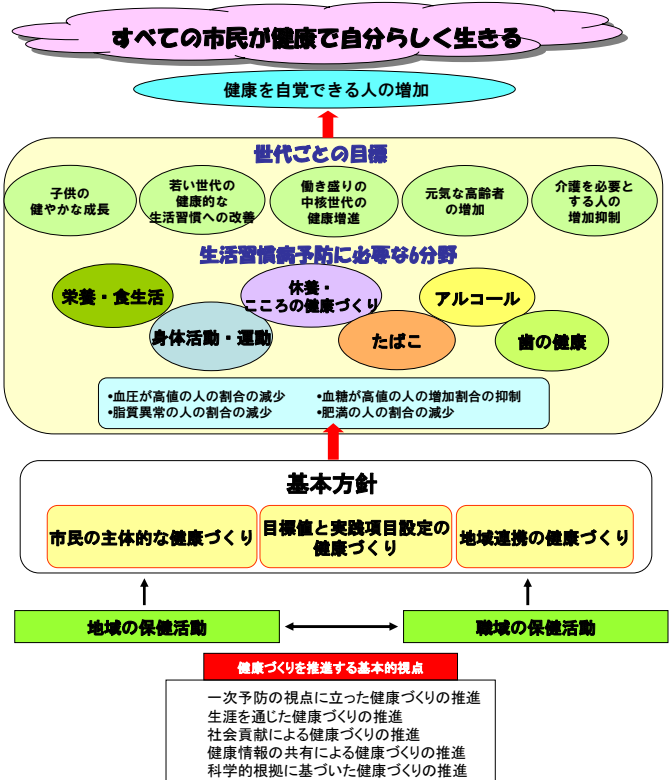 すべての市民が健康で自分らしく生きる
健康を自覚できる人の増加
世代ごとの目標
子供の
健やかな成長
若い世代の
健康的な
生活習慣への改善
働き盛りの
中核世代の
健康増進
元気な高齢者
の増加
介護を必要と
する人の
増加抑制
生活習慣病予防に必要な6分野
栄養・食生活
身体活動・運動
休養・
こころの健康づくり
たばこ
アルコール
歯の健康
•血圧が高値の人の割合の減少
•血糖が高値の人の増加割合の抑制
•脂質異常の人の割合の減少
•肥満の人の割合の減少
基本方針
市民の主体的な健康づくり
目標値と実践項目設定の
健康づくり
地域連携の健康づくり
地域の保健活動
職域の保健活動
健康づくりを推進する基本的視点
一次予防の視点に立った健康づくりの推進
生涯を通じた健康づくりの推進
社会貢献による健康づくりの推進
健康情報の共有による健康づくりの推進
科学的根拠に基づいた健康づくりの推進